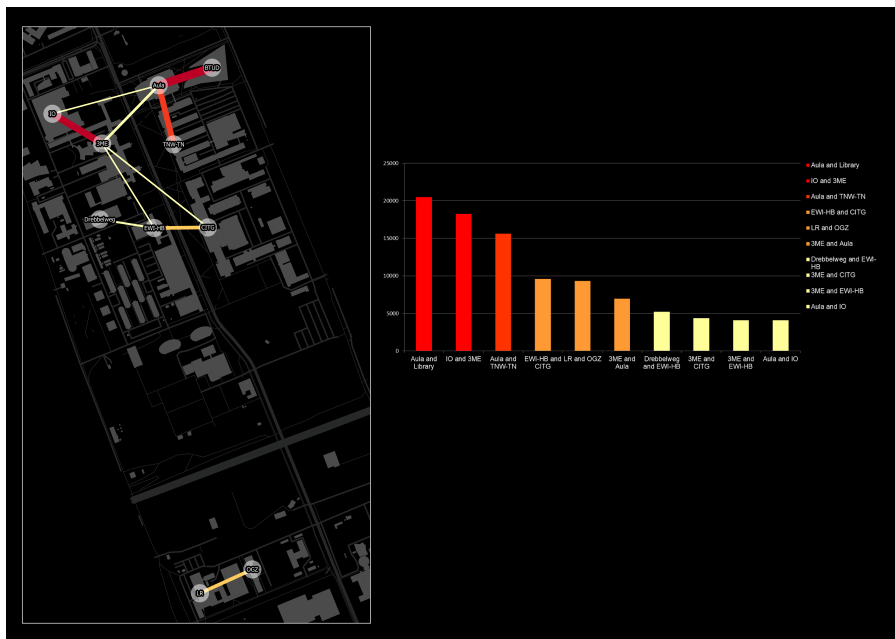 BTUD
Aula
IO
3ME
TNW-TN
Drebbelweg
EWI-HB
CITG
OGZ
LR
25000
20000
15000
10000
5000
0
Aula and
Library
IO and 3ME
Aula and
TNW-TN
EWI-HB and
CITG
LR and OGZ
3ME and
Aula
Drebbelweg
and EWI-HB
3ME and
CITG
3ME and
EWI-HB
Aula and IO
Aula and Library
IO and 3ME
Aula and TNW-TN
EWI-HB and CITG
LR and OGZ
3ME and Aula
Drebbelweg and EWI-
HB
3ME and CITG
3ME and EWI-HB
Aula and IO